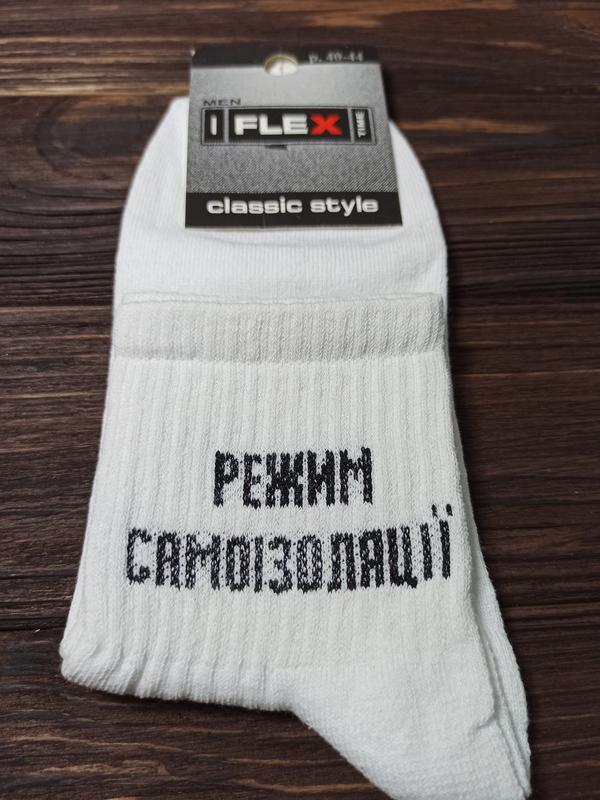 р. 40-44
MEN
I FLEX TIME
classic style
РЕЖИМ
САМОІЗОЛЯЦІЇ